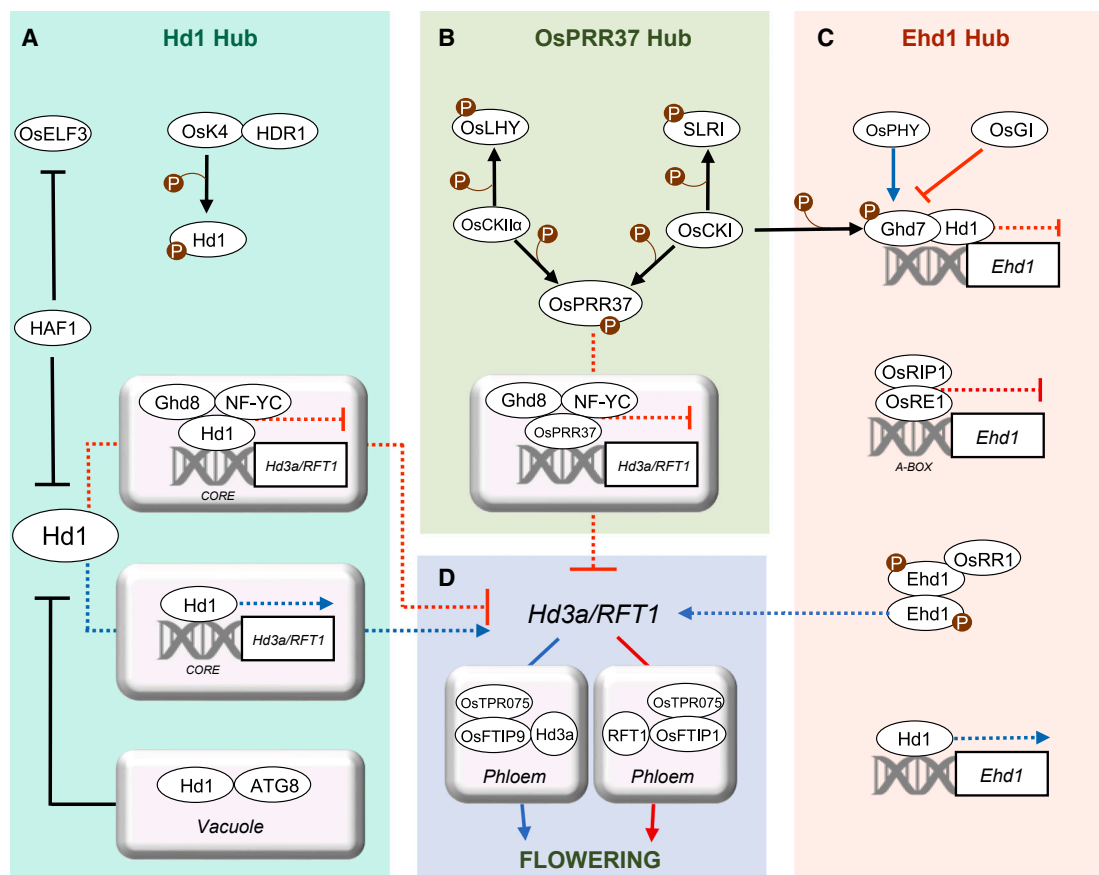 A
Hd1 Hub
OsELF3
OsK4
HDR1
P
P
Hd1
HAF1
Ghd8
NF-YC
Hd1
Hd3a/RFT1
CORE
Hd1
Hd1
Hd3a/RFT1
CORE
Hd1
ATG8
Vacuole
B
OsPRR37 Hub
P
OsLHY
P
SLRI
P
P
OsCKIIα
OsCKI
P
P
OsPRR37
P
Ghd8
NF-YC
OsPRR37
Hd3a/RFT1
C
Ehd1 Hub
OsPHY
OsGI
P
P
Ghd7
Hd1
Ehd1
OsRIP1
OsRE1
Ehd1
A-BOX
OsRR1
P
Ehd1
Ehd1
P
Hd1
Ehd1
D
Hd3a/RFT1
OsTPR075
OsFTIP9
Hd3a
Phloem
OsTPR075
RFT1
OsFTIP1
Phloem
FLOWERING